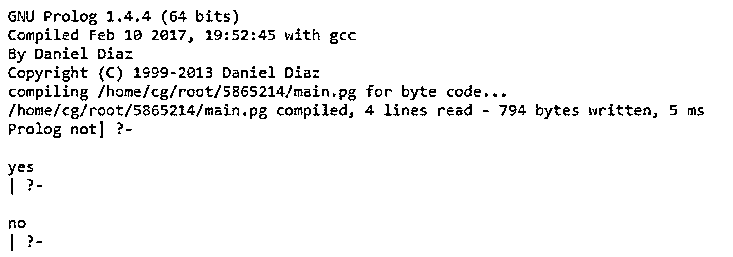 GNU Prolog 1.4.4 (64 bits)
Compiled Feb 10 2017, 19:52:45 with gcc
By Daniel Diaz
Copyright (C) 1999-2013 Daniel Diaz
compiling /home/cg/root/5865214/main.pg for byte code...
/home/cg/root/5865214/main.pg compiled, 4 lines read - 794 bytes written, 5 ms
Prolog not| ?-
yes
| ?-
no
| ?-